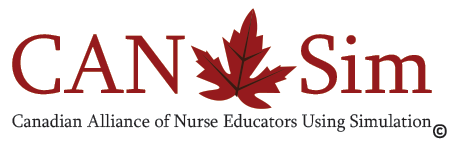 CAN Sim
Canadian Alliance of Nurse Educators Using Simulation©